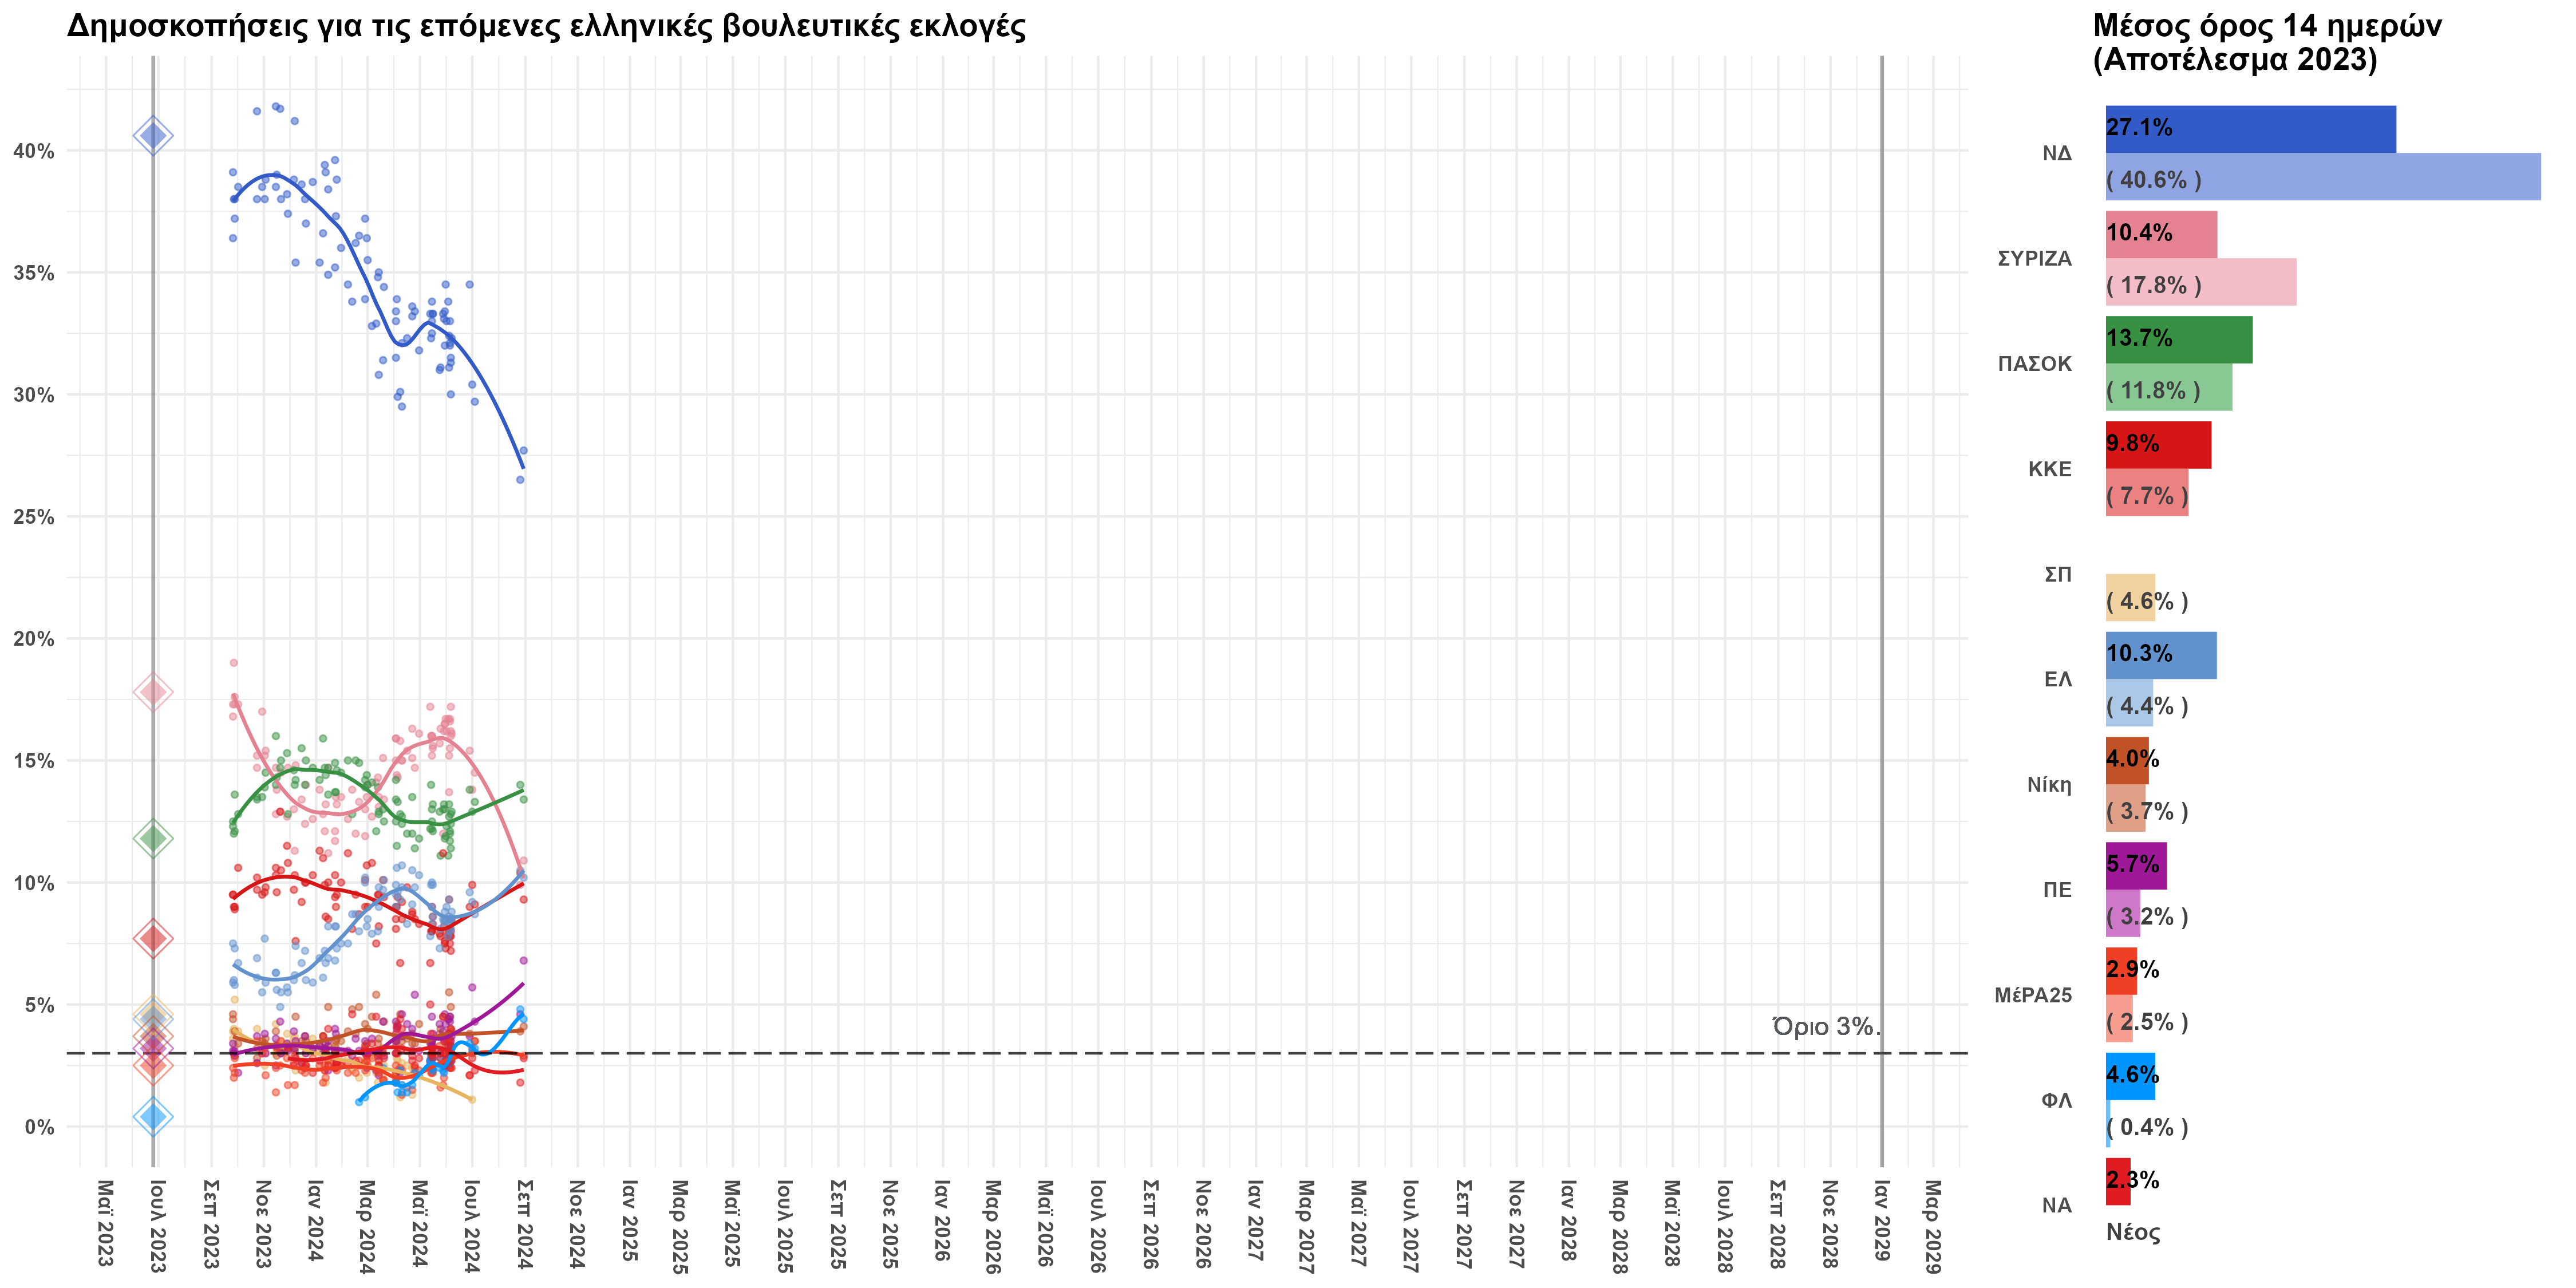 Δημοσκοπήσεις για τις επόμενες ελληνικές βουλευτικές εκλογές
40%
35%
30%
25%
20%
15%
10%
5%
0%
Όριο 3%.
Μαϊ 2023
Ιουλ 2023
Σεπ 2023
Νοε 2023
Ιαν 2024
Μαρ 2024
Μαϊ 2024
Ιουλ 2024
Σεπ 2024
Νοε 2024
Ιαν 2025
Μαρ 2025
Μαϊ 2025
Ιουλ 2025
Σεπ 2025
Νοε 2025
Ιαν 2026
Μαρ 2026
Μαϊ 2026
Ιουλ 2026
Σεπ 2026
Νοε 2026
Ιαν 2027
Μαρ 2027
Μαϊ 2027
Ιουλ 2027
Σεπ 2027
Νοε 2027
Ιαν 2028
Μαρ 2028
Μαϊ 2028
Ιουλ 2028
Σεπ 2028
Νοε 2028
Ιαν 2029
Μαρ 2029
Μέσος όρος 14 ημερών
(Αποτέλεσμα 2023)
ΝΔ
27.1%
( 40.6% )
ΣΥΡΙΖΑ
10.4%
( 17.8% )
ΠΑΣΟΚ
13.7%
( 11.8% )
ΚΚΕ
9.8%
( 7.7% )
ΣΠ
( 4.6% )
ΕΛ
10.3%
( 4.4% )
Νίκη
4.0%
( 3.7% )
ΠΕ
5.7%
( 3.2% )
ΜέΡΑ25
2.9%
( 2.5% )
ΦΛ
4.6%
( 0.4% )
ΝΑ
2.3%
Νέος